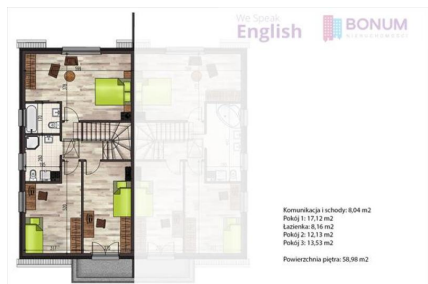 We Speak
English
BONUM
NIERUCHOMOŚCI
Komunikacja i schody: 8,04 m2
Pokój 1: 17,12 m2
Łazienka: 8,16 m2
Pokój 2: 12,13 m2
Pokój 3: 13,53 m2
Powierzchnia piętra: 58,98 m2